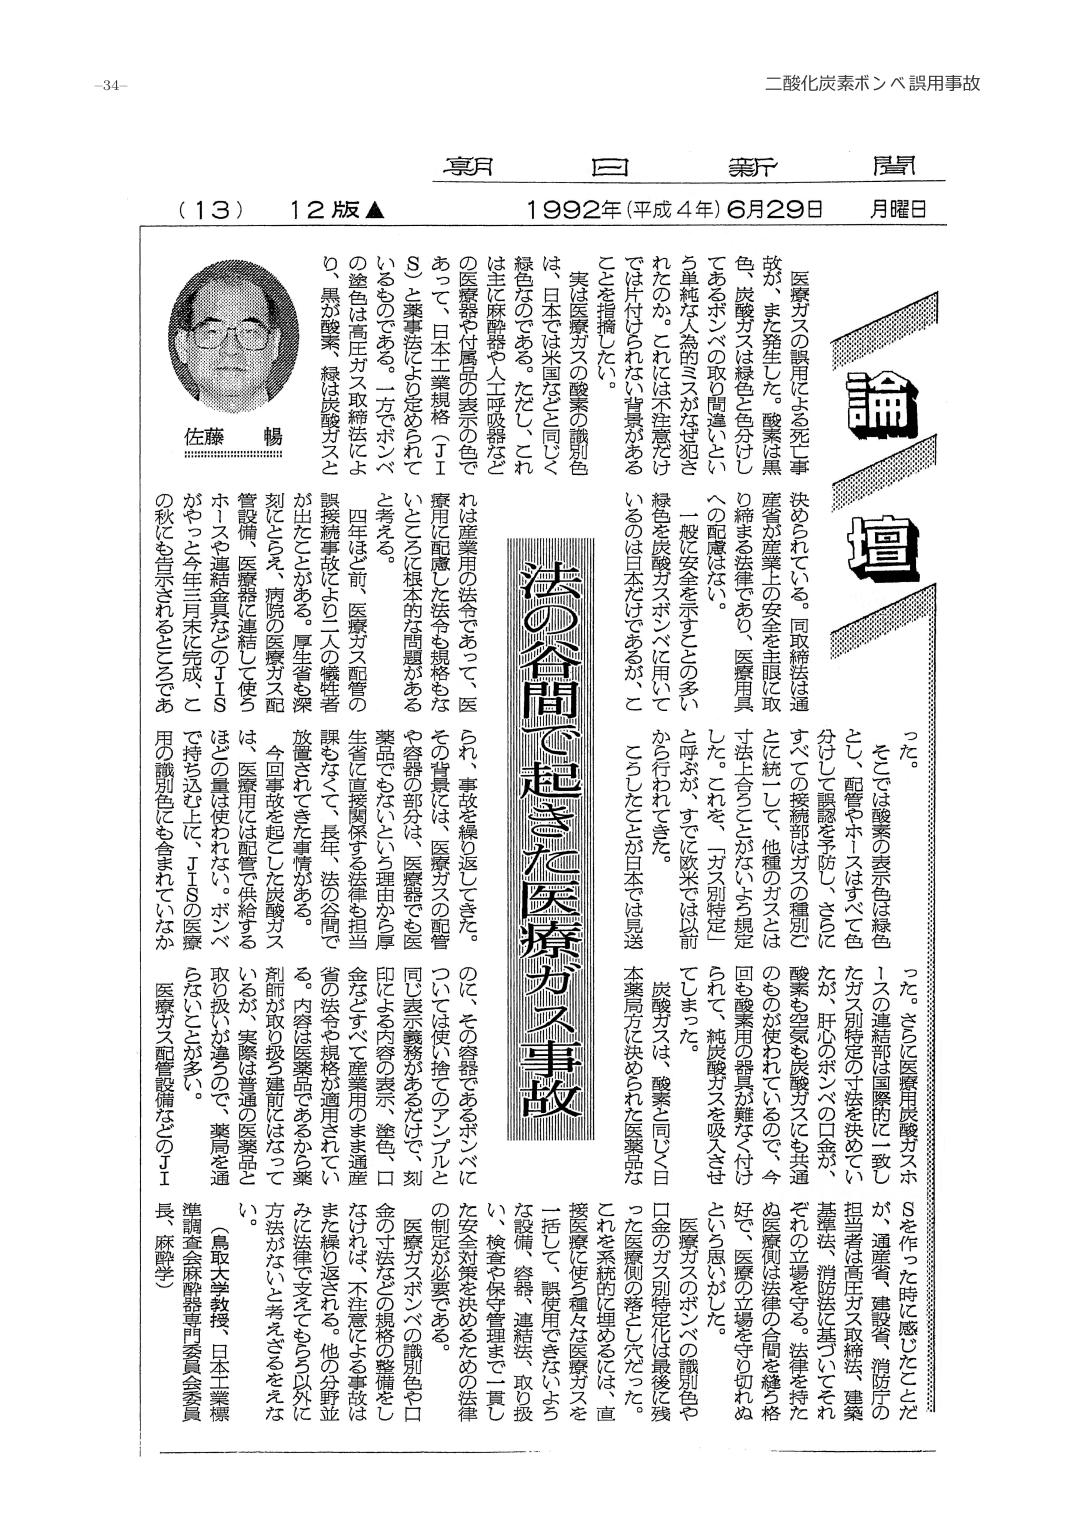 –34–
二酸化炭素ボンベ誤用事故
朝日新聞
(13) 12版▲ 1992年(平成4年)6月29日 月曜日
論壇
法の谷間で起きた医療ガス事故
佐藤 暢
医療ガスの誤用による死亡事
故が、また発生した。酸素は黒
色、炭酸ガスは緑色と色分けし
てあるボンベの取り間違いとい
う単純な人為的ミスがなぜ犯さ
れたのか。これには不注意だけ
では片付けられない背景がある
ことを指摘したい。
実は医療ガスの酸素の識別色
は、日本では米国などと同じく
緑色なのである。ただし、これ
は主に麻酔器や人工呼吸器など
の医療器や付属品の表示の色で
あって、日本工業規格（JI
S）と薬事法により定められて
いるものである。一方でボンベ
の塗色は高圧ガス取締法によ
り、黒が酸素、緑は炭酸ガスと
決められている。同取締法は通
産省が産業上の安全を主眼に取
り締まる法律であり、医療用具
への配慮はない。
一般に安全を示すことの多い
緑色を炭酸ガスボンベに用いて
いるのは日本だけであるが、こ
れは産業用の法令であって、医
療用に配慮した法令も規格もな
いところに根本的な問題がある
と考える。
四年ほど前、医療ガス配管の
誤接続事故により二人の犠牲者
が出たことがある。厚生省も深
刻にとらえ、病院の医療ガス配
管設備、医療器に連結して使う
ホースや連結金具などのJIS
がやっと今年三月末に完成、こ
の秋にも告示されるところであ
った。
そこでは酸素の表示色は緑色
とし、配管やホースはすべて色
分けして誤認を予防し、さらに
すべての接続部はガスの種別ご
とに統一して、他種のガスとは
寸法上合うことがないよう規定
した。これを、「ガス別特定」
と呼ぶが、すでに欧米では以前
から行われてきた。
こうしたことが日本では見送
られ、事故を繰り返してきた。
その背景には、医療ガスの配管
や容器の部分は、医療器でも医
薬品でもないという理由から厚
生省に直接関係する法律も担当
課もなくて、長年、法の谷間で
放置されてきた事情がある。
今回事故を起こした炭酸ガス
は、医療用には配管で供給する
ほどの量は使われない。ボンベ
で持ち込む上に、JISの医療
用の識別色にも含まれていなか
った。さらに医療用炭酸ガスホ
ースの連結部は国際的に一致し
たガス別特定の寸法を決めてい
たが、肝心のボンベの口金が、
酸素も空気も炭酸ガスにも共通
のものが使われているので、今
回も酸素用の器具が難なく付け
られて、純炭酸ガスを吸入させ
てしまった。
炭酸ガスは、酸素と同じく日
本薬局方に決められた医薬品な
のに、その容器であるボンベに
ついては使い捨てのアンプルと
同じ表示義務があるだけで、刻
印による内容の表示、塗色、口
金などすべて産業用のまま通産
省の法令や規格が適用されてい
る。内容は医薬品であるから薬
剤師が取り扱う建前にはなって
いるが、実際は普通の医薬品と
取り扱いが違うので、薬局を通
らないことが多い。
医療ガス配管設備などのJI
Sを作った時に感じたことだ
が、通産省、建設省、消防庁の
担当者は高圧ガス取締法、建築
基準法、消防法に基づいてそれ
ぞれの立場を守る。法律を持た
ぬ医療側は法律の合間を縫う格
好で、医療の立場を守り切れぬ
という思いがした。
医療ガスのボンベの識別色や
口金のガス別特定化は最後に残
った医療側の落とし穴だった。
これを系統的に埋めるには、直
接医療に使う種々な医療ガスを
一括して、誤使用できないよう
な設備、容器、連結法、取り扱
い、検査や保守管理まで一貫し
た安全対策を決めるための法律
の制定が必要である。
医療ガスボンベの識別色や口
金の寸法などの規格の整備をし
なければ、不注意による事故は
また繰り返される。他の分野並
みに法律で支えてもらう以外に
方法がないと考えざるをえな
い。
（鳥取大学教授、日本工業標
準調査会麻酔器専門委員会委員
長、麻酔学）